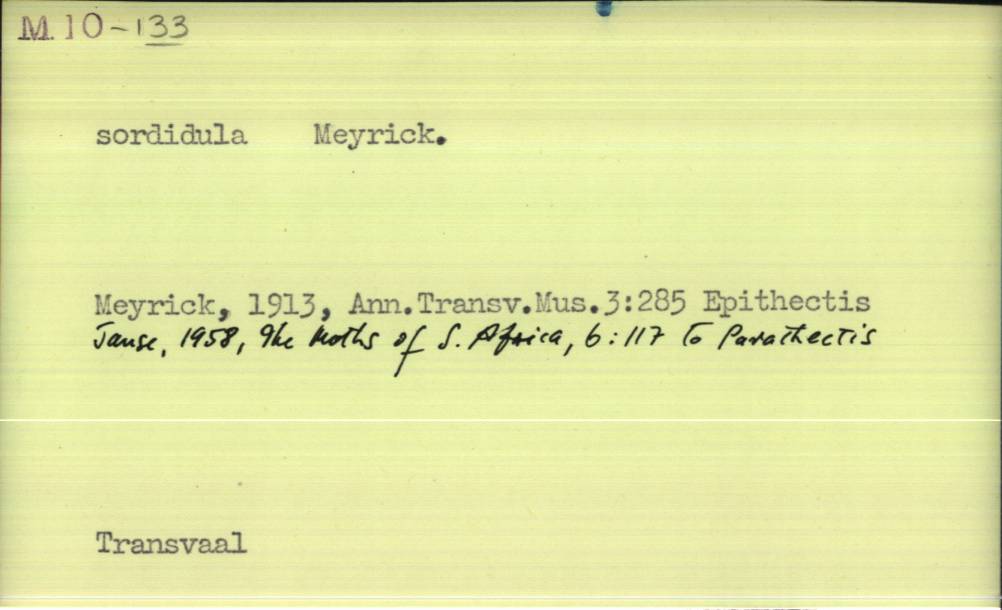 M.10-133
sordidula Meyrick.
Meyrick, 1913, Ann.Transv.Mus.3:285 Epithectis
Janse, 1958, The Moths of S. Africa, 6:117 to Parathectis
Transvaal